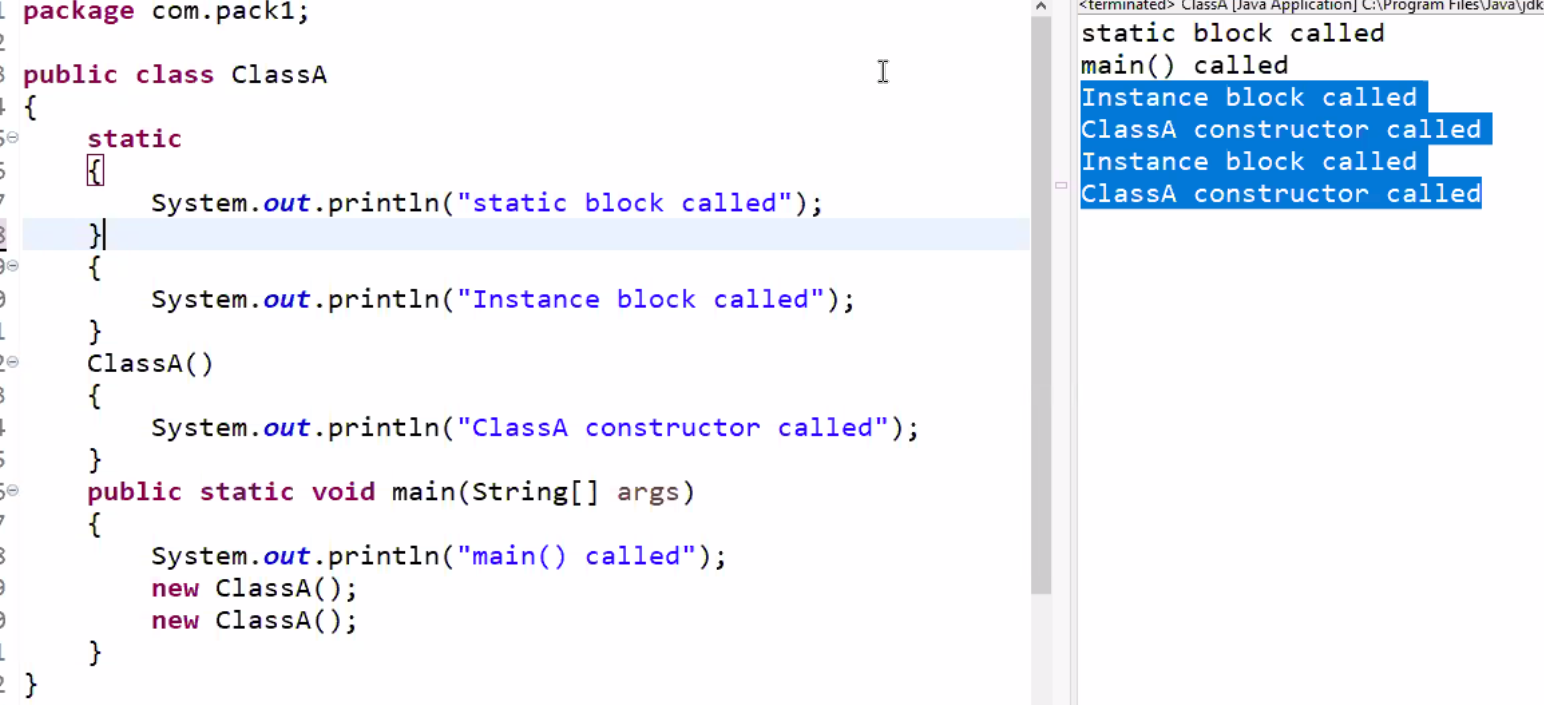 package com.pack1;
public class ClassA
{
static
{
System.out.println("static block called");
}
{
System.out.println("Instance block called");
}
ClassA()
{
System.out.println("ClassA constructor called");
}
public static void main(String[] args)
{
System.out.println("main() called");
new ClassA();
new ClassA();
}
}
<terminated> ClassA [Java Application] C:\Program Files\Java\jdk
static block called
main() called
Instance block called
ClassA constructor called
Instance block called
ClassA constructor called